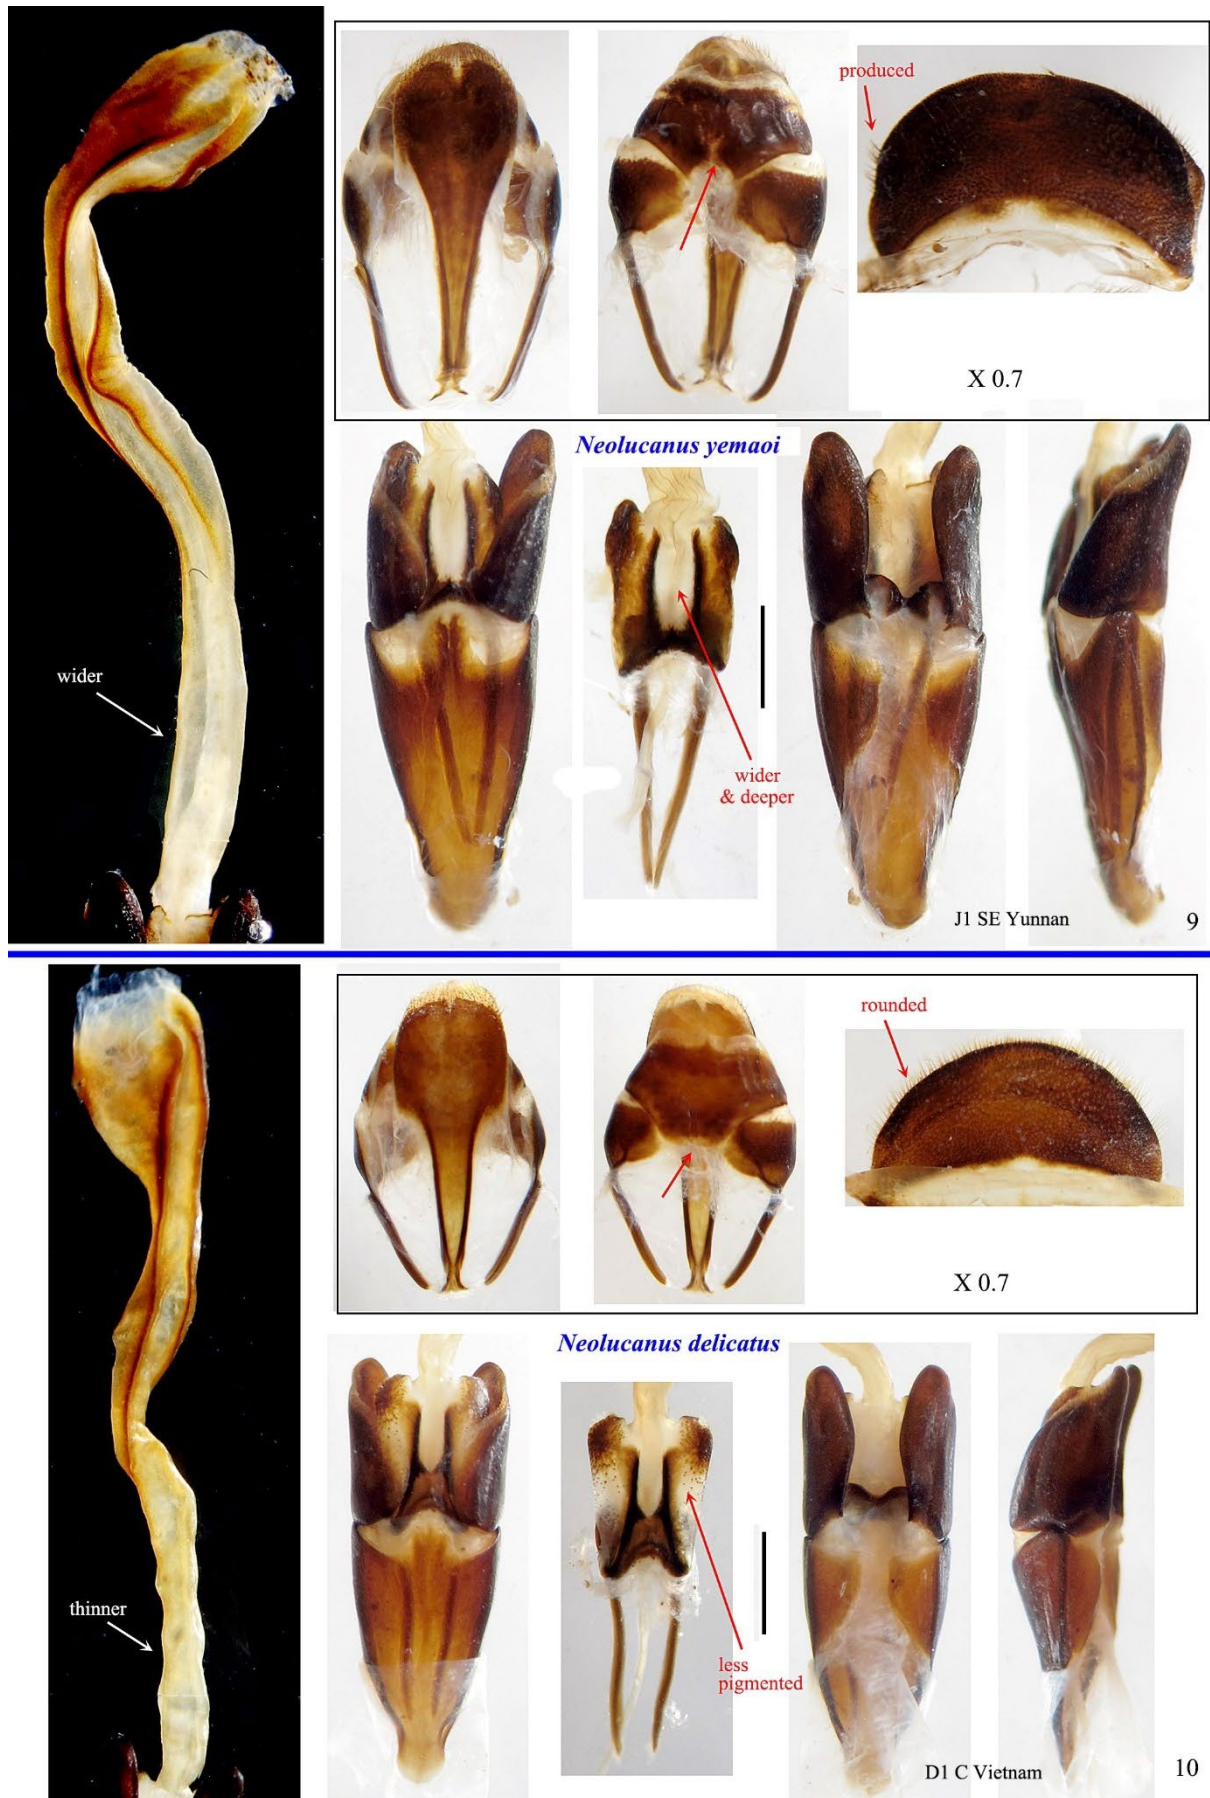 produced
X 0.7
Neolucanus yemaoi
wider
wider
& deeper
J1 SE Yunnan
9
rounded
X 0.7
Neolucanus delicatus
thinner
less
pigmented
D1 C Vietnam
10